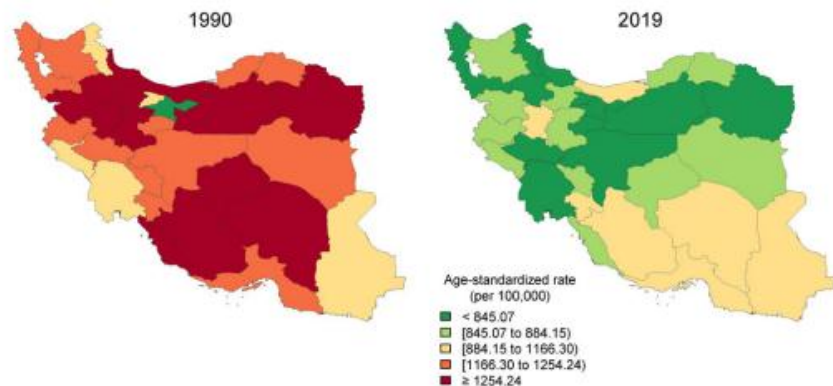 1990
2019
Age-standardized rate
(per 100,000)
< 845.07
[845.07 to 884.15)
[884.15 to 1166.30)
[1166.30 to 1254.24)
≥ 1254.24